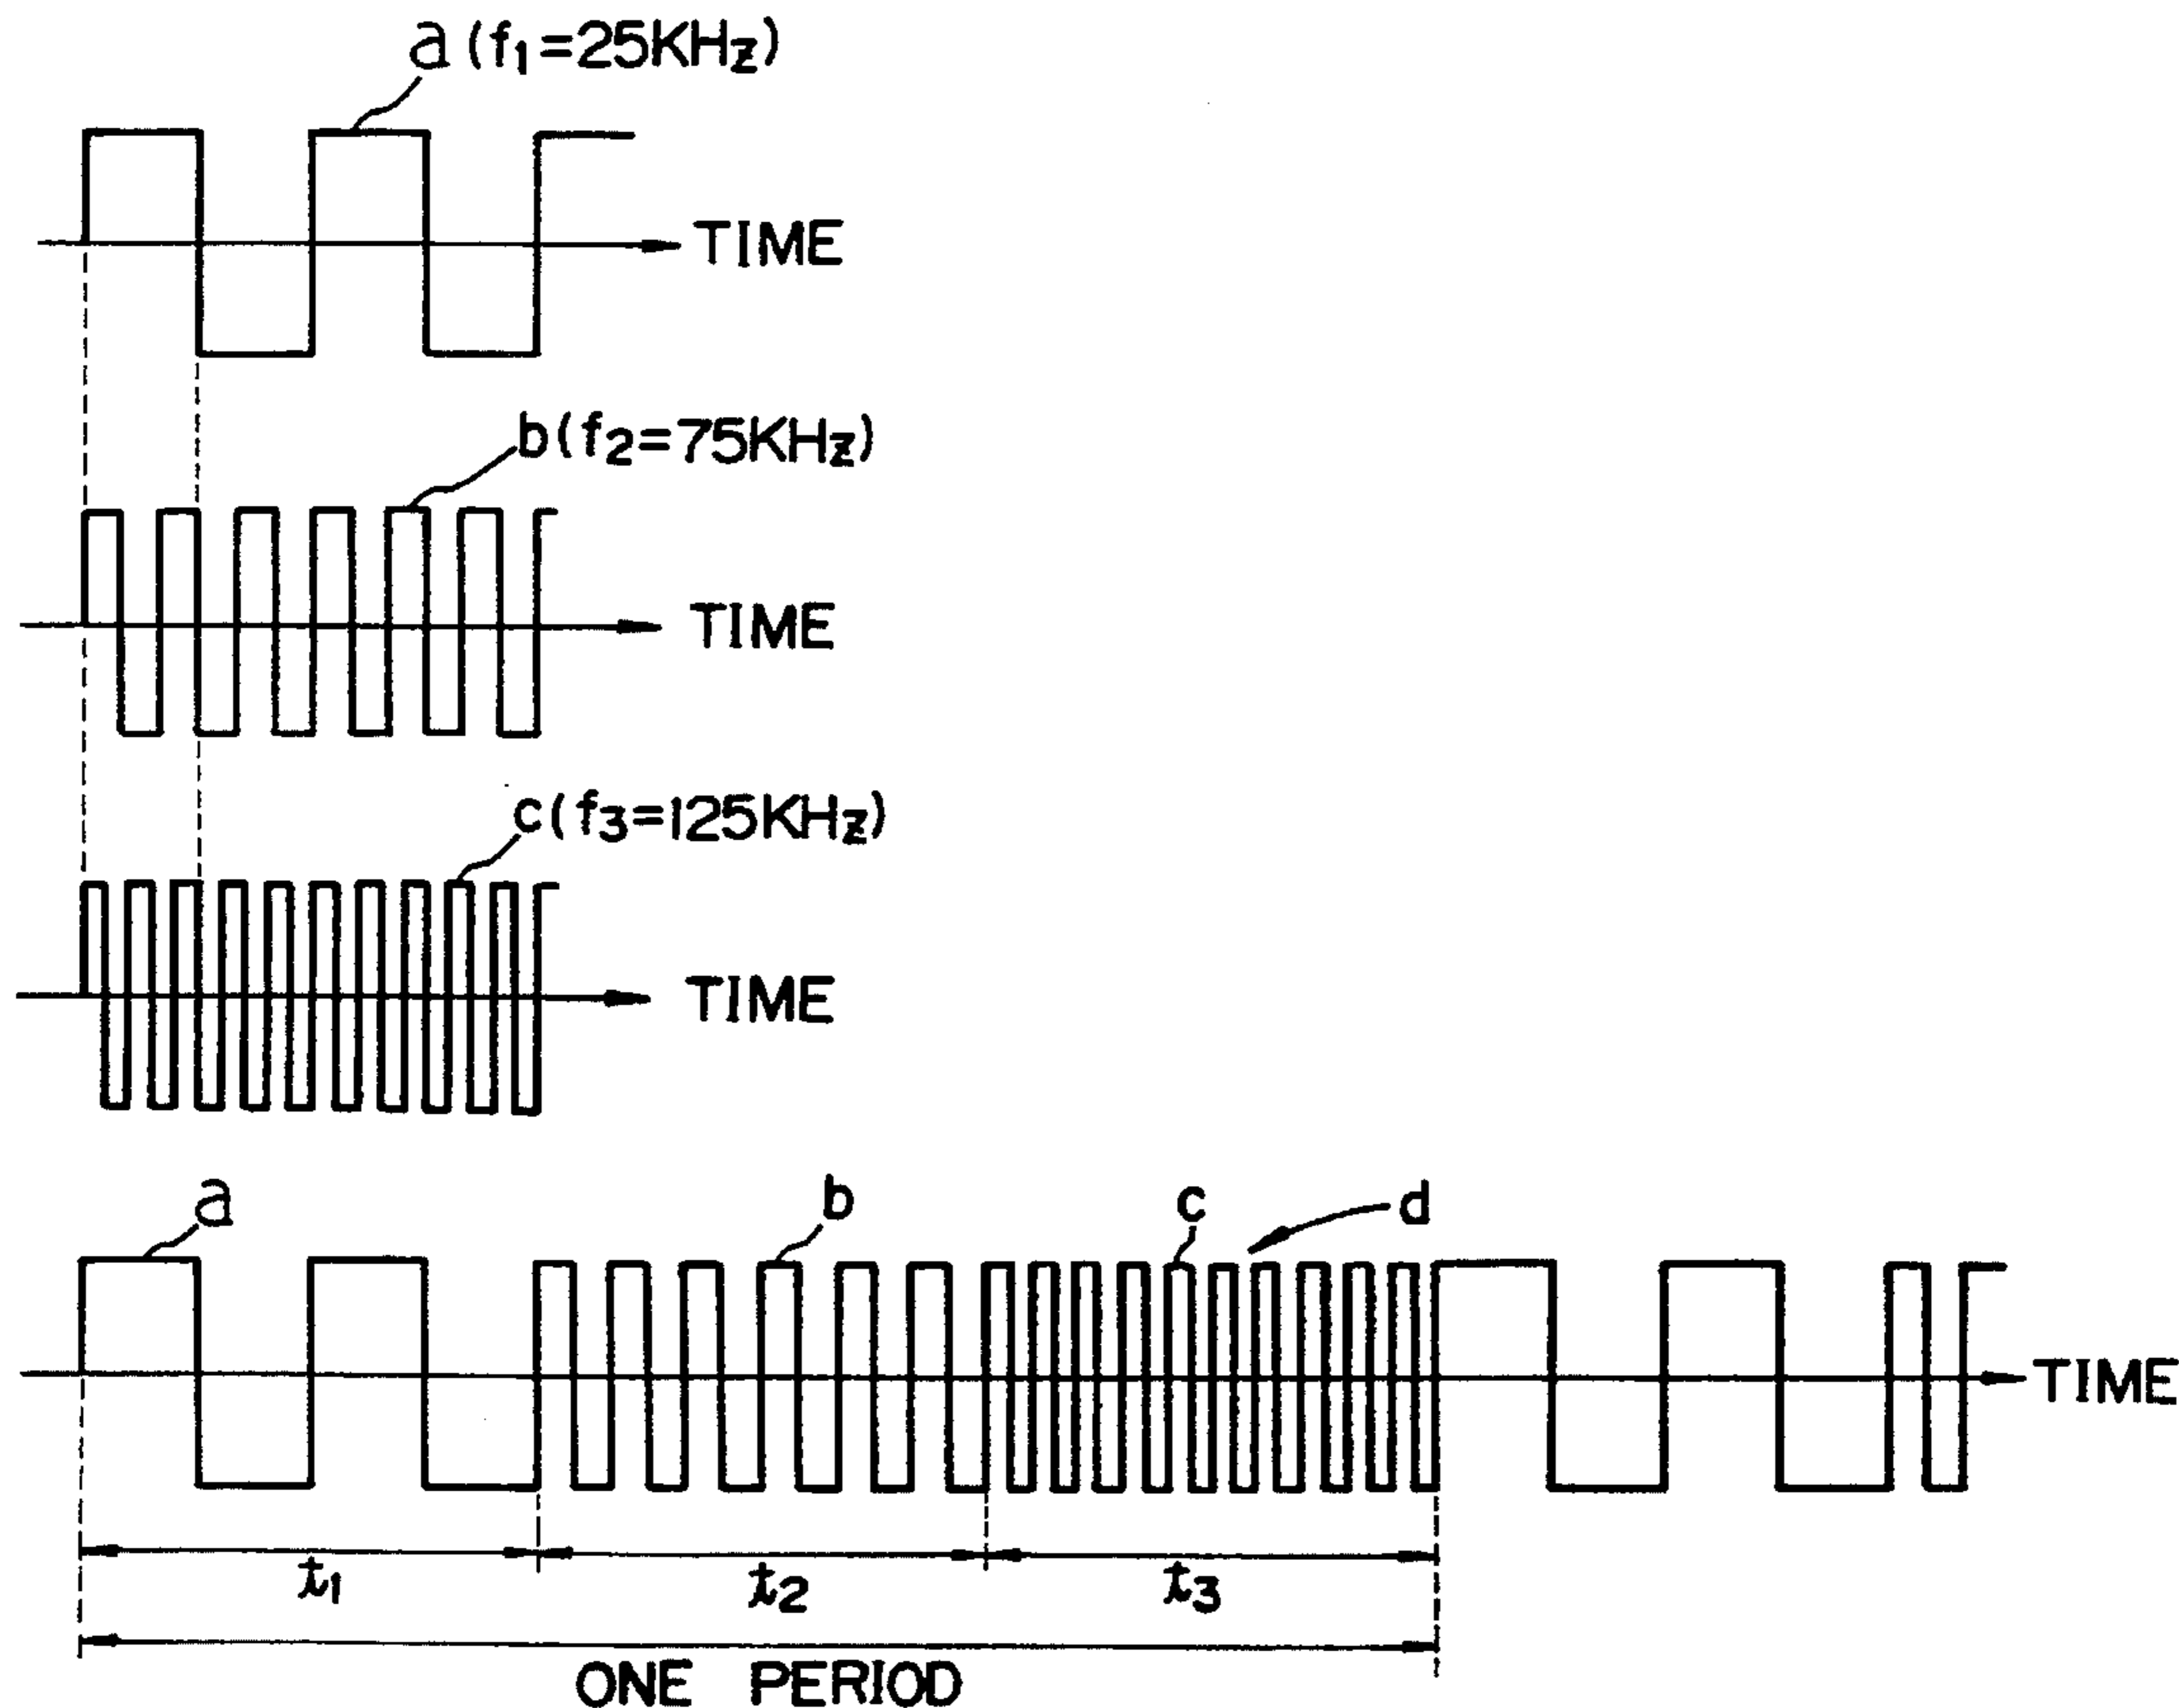 a (f1=25KHz)
TIME
b(f2=75KHz)
TIME
c(f3=125KHz)
TIME
a b c d
TIME
t1 t2 t3
ONE PERIOD